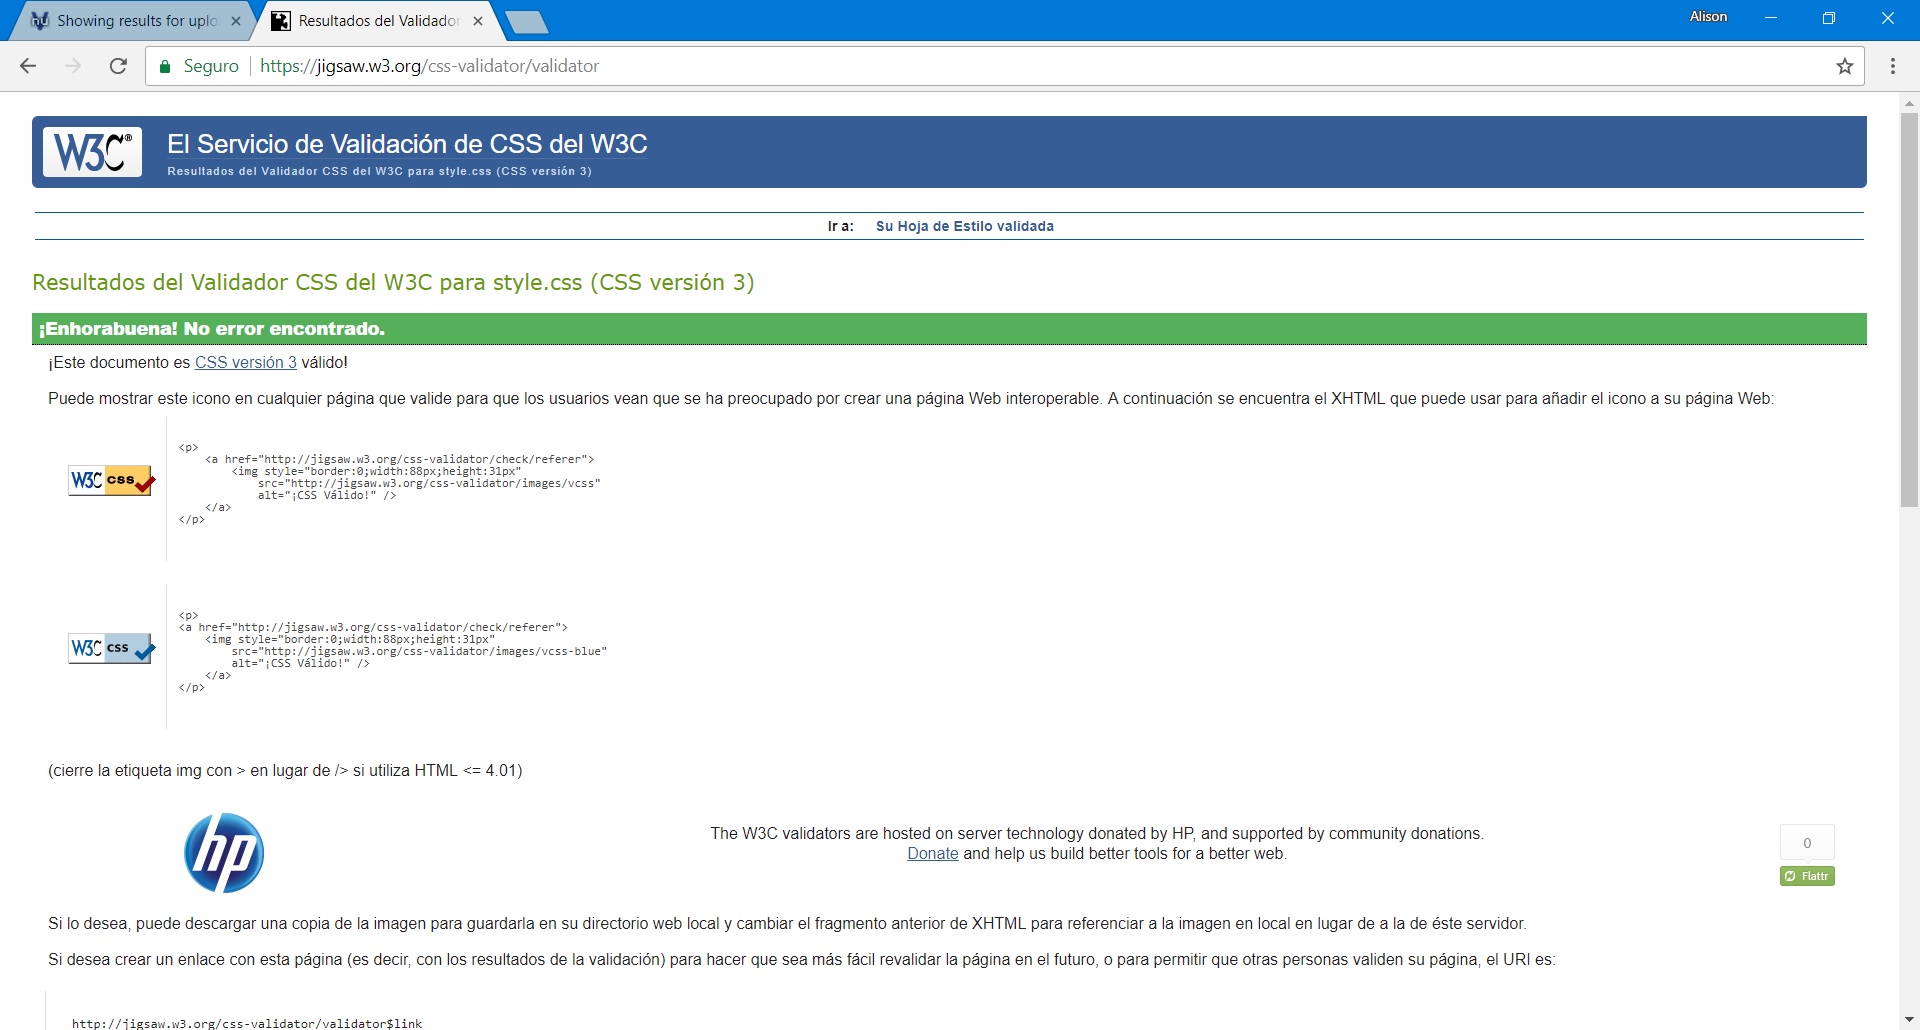 Showing results for uplo
Resultados del Validador
Alison
Seguro
https://jigsaw.w3.org/css-validator/validator
W3C®
El Servicio de Validación de CSS del W3C
Resultados del Validador CSS del W3C para style.css (CSS versión 3)
Ir a: Su Hoja de Estilo validada
Resultados del Validador CSS del W3C para style.css (CSS versión 3)
¡Enhorabuena! No error encontrado.
¡Este documento es CSS versión 3 válido!
Puede mostrar este icono en cualquier página que valide para que los usuarios vean que se ha preocupado por crear una página Web interoperable. A continuación se encuentra el XHTML que puede usar para añadir el icono a su página Web:
W3C CSS
<p>
<a href="http://jigsaw.w3.org/css-validator/check/referer">
<img style="border:0;width:88px;height:31px"
src="http://jigsaw.w3.org/css-validator/images/vcss"
alt="¡CSS Válido!" />
</a>
</p>
W3C CSS
<p>
<a href="http://jigsaw.w3.org/css-validator/check/referer">
<img style="border:0;width:88px;height:31px"
src="http://jigsaw.w3.org/css-validator/images/vcss-blue"
alt="¡CSS Válido!" />
</a>
</p>
(cierre la etiqueta img con > en lugar de /> si utiliza HTML <= 4.01)
hp
The W3C validators are hosted on server technology donated by HP, and supported by community donations.
Donate and help us build better tools for a better web.
0
Flattr
Si lo desea, puede descargar una copia de la imagen para guardarla en su directorio web local y cambiar el fragmento anterior de XHTML para referenciar a la imagen en local en lugar de a la de éste servidor.
Si desea crear un enlace con esta página (es decir, con los resultados de la validación) para hacer que sea más fácil revalidar la página en el futuro, o para permitir que otras personas validen su página, el URI es:
http://jigsaw.w3.org/css-validator/validator$link